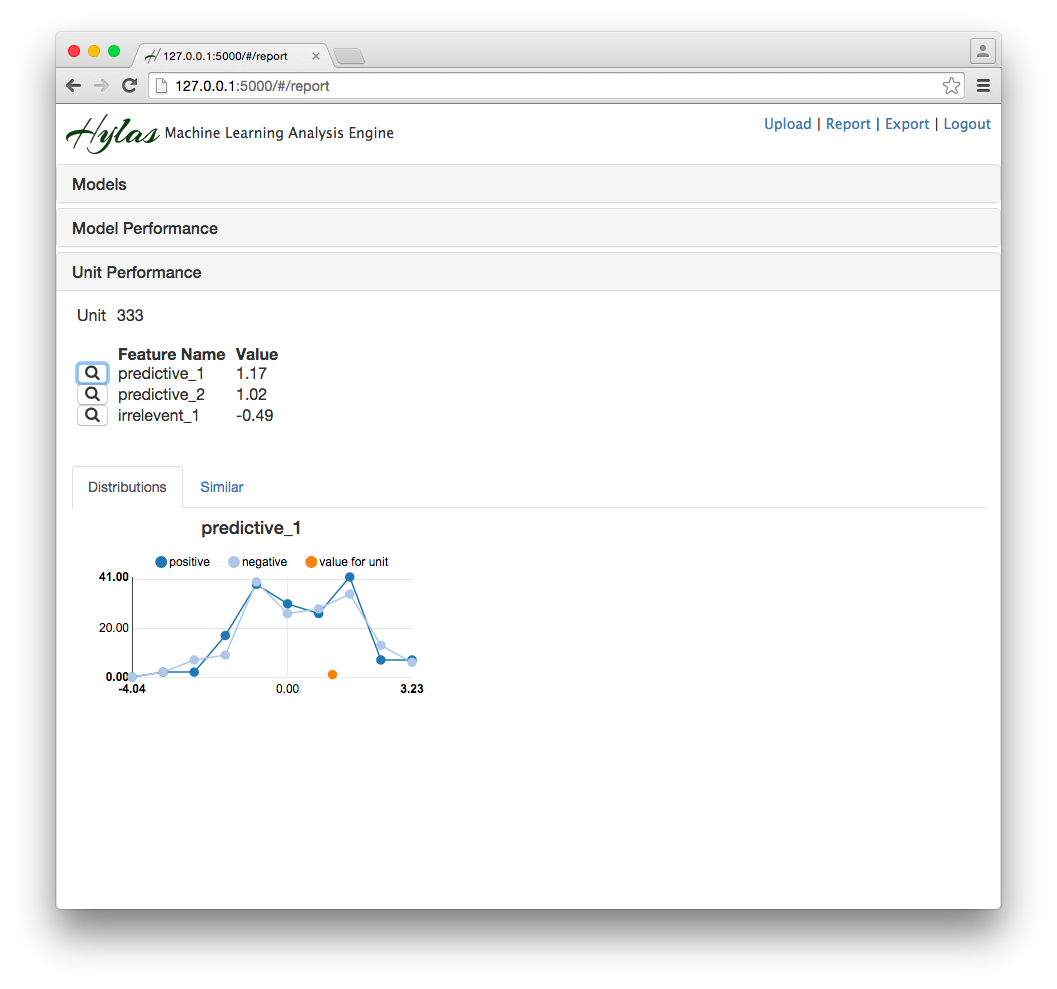 127.0.0.1:5000/#/report
127.0.0.1:5000/#/report
Hylas Machine Learning Analysis Engine
Upload | Report | Export | Logout
Models
Model Performance
Unit Performance
Unit 333
Feature Name Value
predictive_1 1.17
predictive_2 1.02
irrelevent_1 -0.49
Distributions Similar
predictive_1
positive negative value for unit
41.00
20.00
0.00
-4.04 0.00 3.23